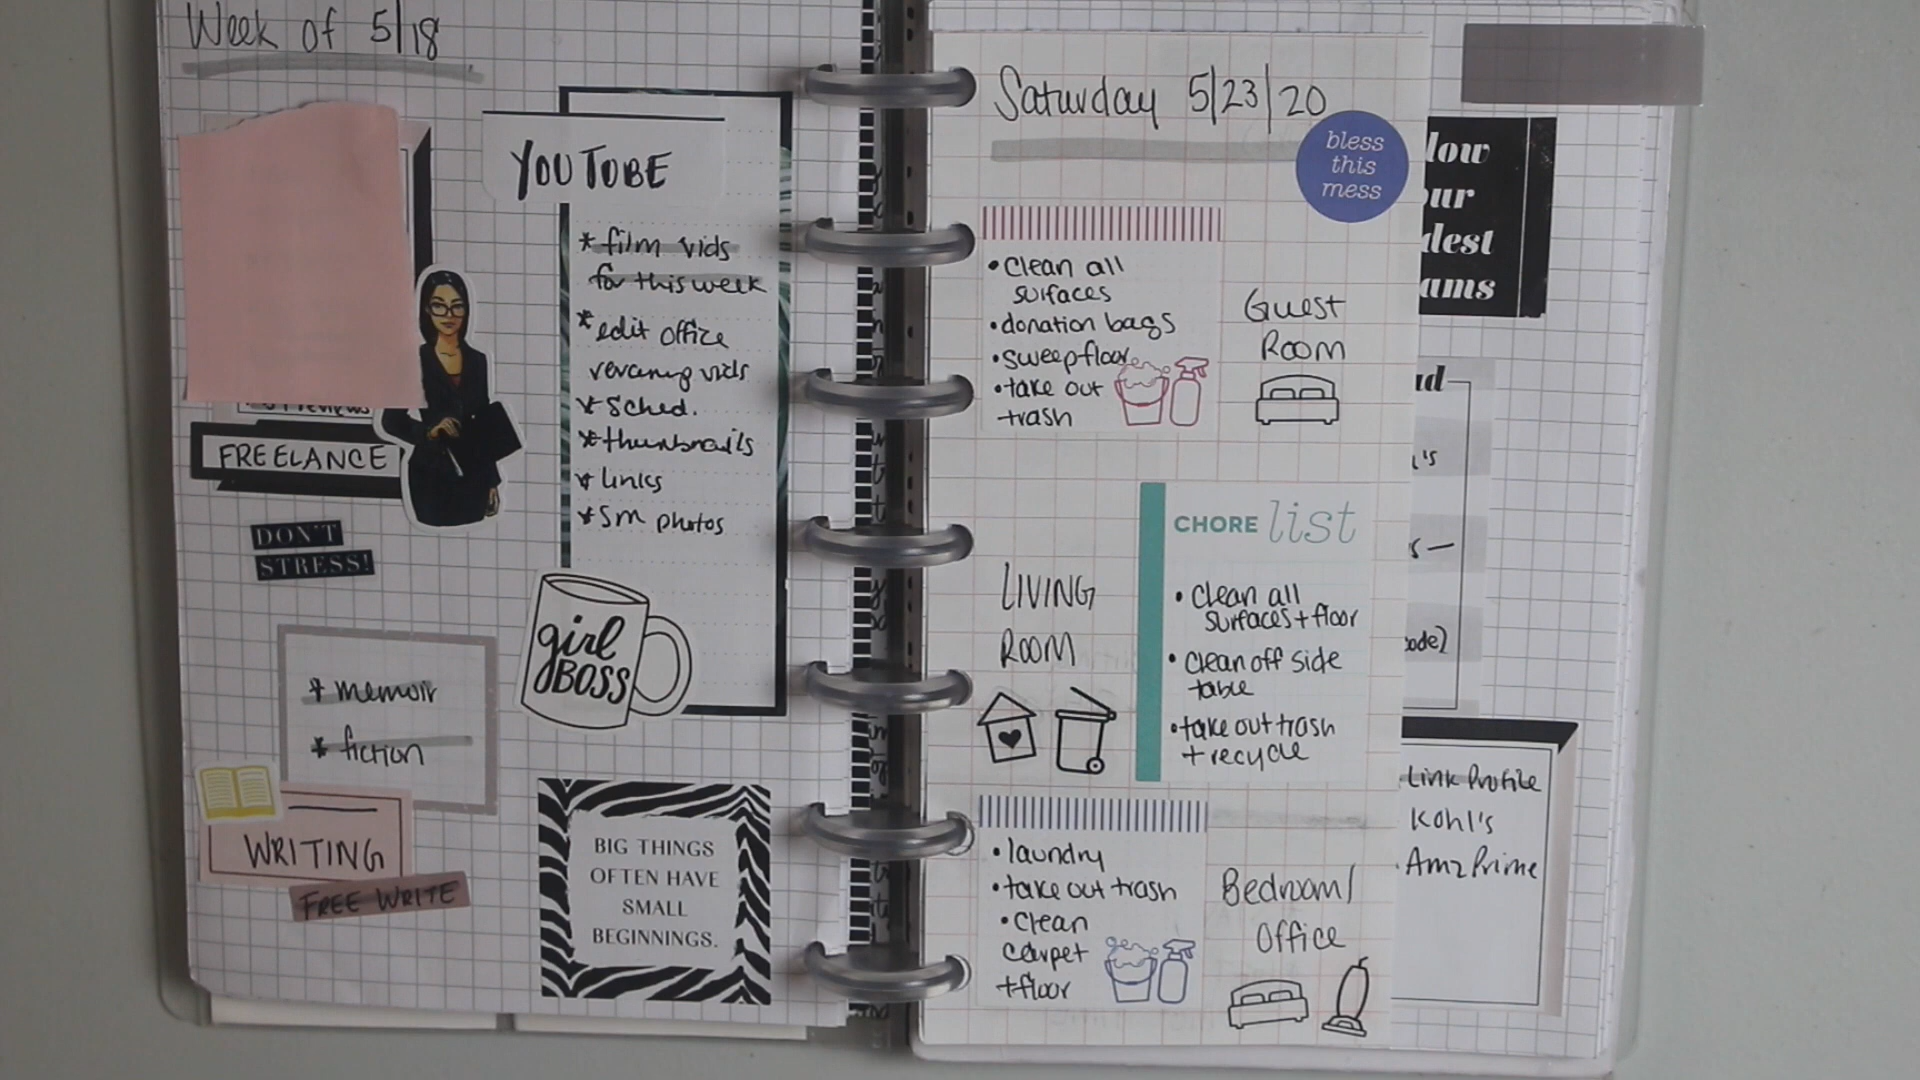 Week of 5/18
YOUTUBE
* film vids
for this week
* edit office
revamp vids
* Sched.
* thumbnails
* links
* Sm photos
FREELANCE
DON'T
STRESS!
girl
BOSS
* memoir
* fiction
WRITING
FREE WRITE
BIG THINGS
OFTEN HAVE
SMALL
BEGINNINGS.
Saturday 5/23/20
bless
this
mess
• clean all
surfaces
• donation bags
• sweep floor
• take out
trash
Guest
Room
CHORE list
LIVING
ROOM
• clean all
surfaces + floor
• clean off side
table
• take out trash
+ recycle
• laundry
• take out trash
• clean
carpet
+ floor
Bedroom/
Office
Link Profile
Kohl's
Amz Prime